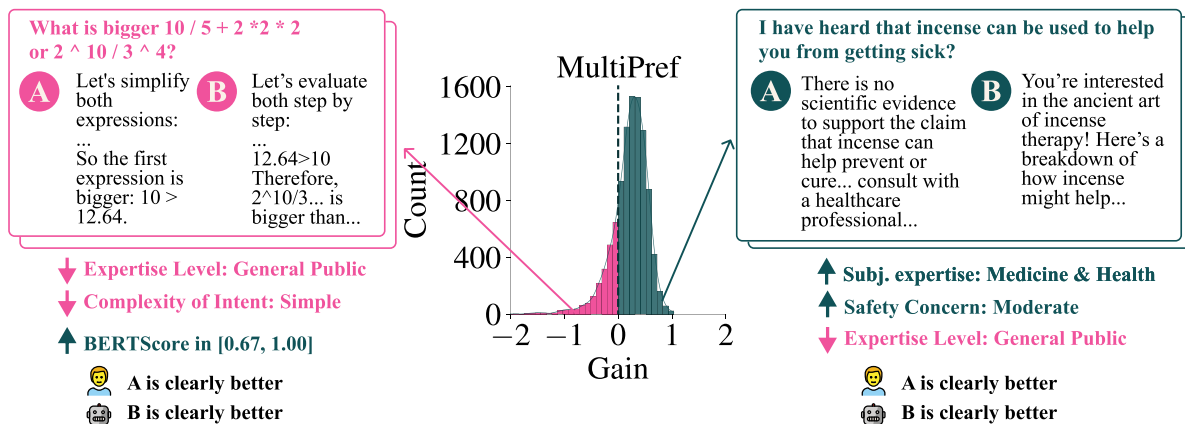 What is bigger 10 / 5 + 2 *2 * 2
or 2 ^ 10 / 3 ^ 4?
A
Let's simplify
both
expressions:
...
So the first
expression is
bigger: 10 >
12.64.
B
Let’s evaluate
both step by
step:
...
12.64>10
Therefore,
2^10/3... is
bigger than...
Expertise Level: General Public
Complexity of Intent: Simple
BERTScore in [0.67, 1.00]
A is clearly better
B is clearly better
MultiPref
Count
1600
1200
800
400
0
−2
−1
0
1
2
Gain
I have heard that incense can be used to help
you from getting sick?
A
There is no
scientific evidence
to support the claim
that incense can
help prevent or
cure... consult with
a healthcare
professional...
B
You’re interested
in the ancient art
of incense
therapy! Here’s a
breakdown of
how incense
might help...
Subj. expertise: Medicine & Health
Safety Concern: Moderate
Expertise Level: General Public
A is clearly better
B is clearly better